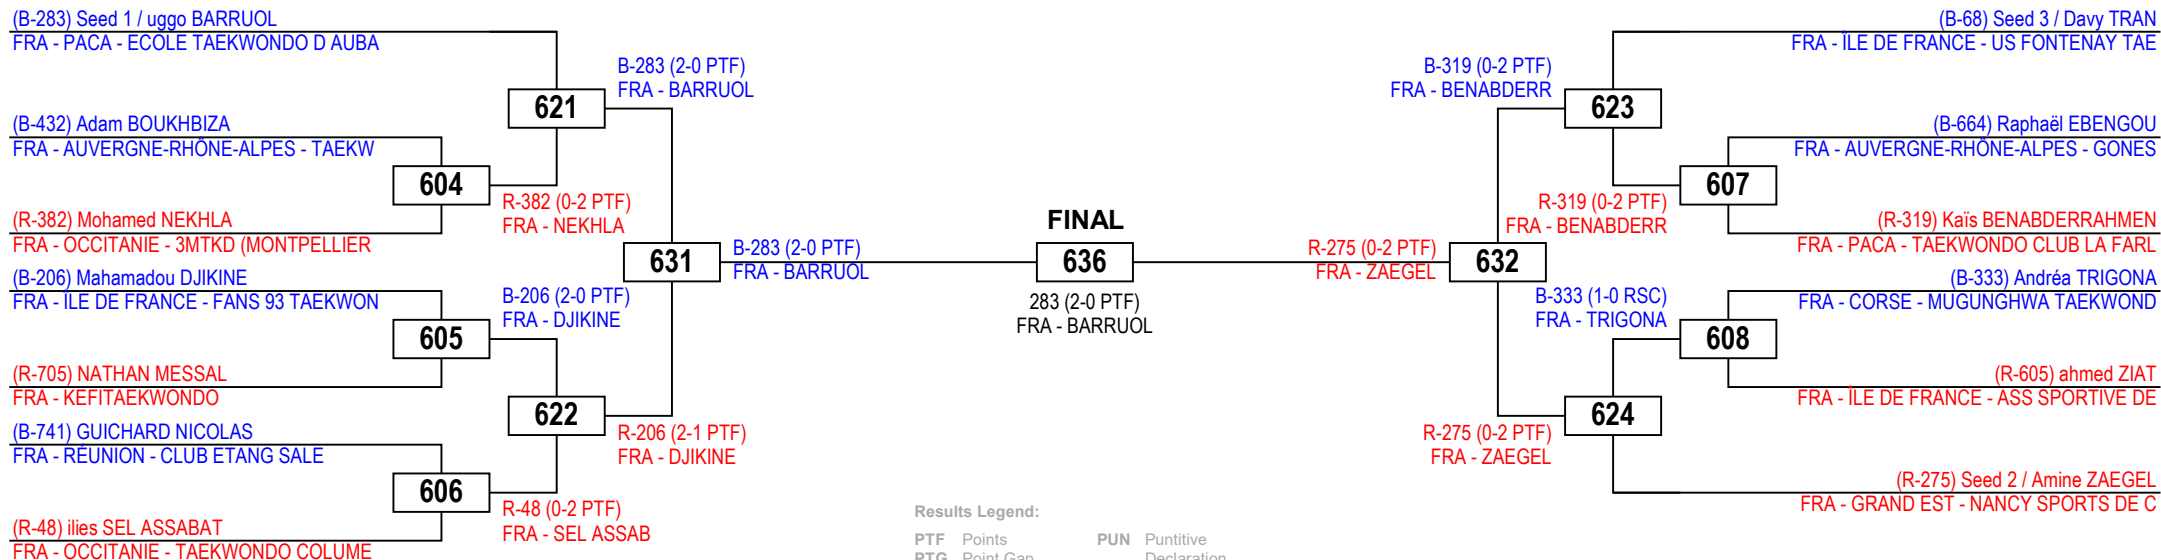 (B-283) Seed 1 / uggo BARRUOL
FRA - PACA - ECOLE TAEKWONDO D AUBA
(B-432) Adam BOUKHBIZA
FRA - AUVERGNE-RHÔNE-ALPES - TAEKW
(R-382) Mohamed NEKHLA
FRA - OCCITANIE - 3MTKD (MONTPELLIER
(B-206) Mahamadou DJIKINE
FRA - ÎLE DE FRANCE - FANS 93 TAEKWON
(R-705) NATHAN MESSAL
FRA - KEFITAEKWONDO
(B-741) GUICHARD NICOLAS
FRA - RÉUNION - CLUB ETANG SALE
(R-48) ilies SEL ASSABAT
FRA - OCCITANIE - TAEKWONDO COLUME
604
605
606
R-382 (0-2 PTF)
FRA - NEKHLA
B-206 (2-0 PTF)
FRA - DJIKINE
R-48 (0-2 PTF)
FRA - SEL ASSAB
621
622
B-283 (2-0 PTF)
FRA - BARRUOL
R-206 (2-1 PTF)
FRA - DJIKINE
631
B-283 (2-0 PTF)
FRA - BARRUOL
FINAL
636
283 (2-0 PTF)
FRA - BARRUOL
R-275 (0-2 PTF)
FRA - ZAEGEL
632
B-319 (0-2 PTF)
FRA - BENABDERR
R-275 (0-2 PTF)
FRA - ZAEGEL
623
624
R-319 (0-2 PTF)
FRA - BENABDERR
B-333 (1-0 RSC)
FRA - TRIGONA
607
608
(B-68) Seed 3 / Davy TRAN
FRA - ÎLE DE FRANCE - US FONTENAY TAE
(B-664) Raphaël EBENGOU
FRA - AUVERGNE-RHÔNE-ALPES - GONES
(R-319) Kaïs BENABDERRAHMEN
FRA - PACA - TAEKWONDO CLUB LA FARL
(B-333) Andréa TRIGONA
FRA - CORSE - MUGUNGHWA TAEKWOND
(R-605) ahmed ZIAT
FRA - ÎLE DE FRANCE - ASS SPORTIVE DE
(R-275) Seed 2 / Amine ZAEGEL
FRA - GRAND EST - NANCY SPORTS DE C
Results Legend:
PTF Points PUN Puntitive
PTG Point Gap Declaration